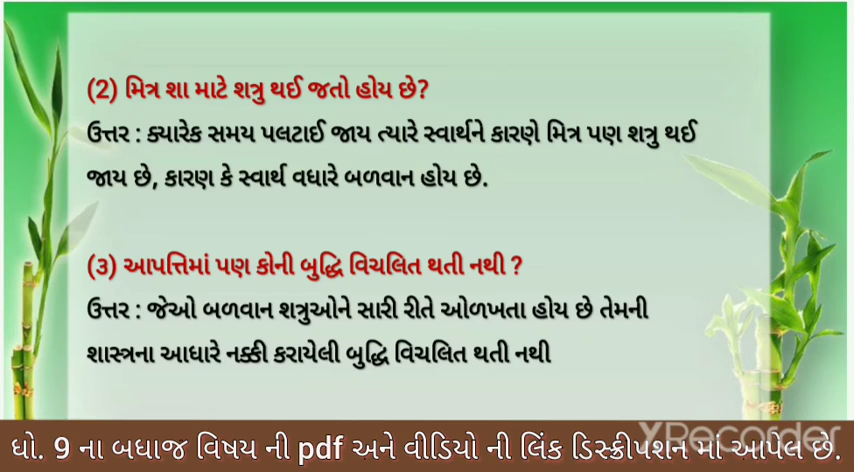 (2) મિત્ર શા માટે શત્રુ થઈ જતો હોય છે?
ઉત્તર : ક્યારેક સમય પલટાઈ જાય ત્યારે સ્વાર્થને કારણે મિત્ર પણ શત્રુ થઈ
જાય છે, કારણ કે સ્વાર્થ વધારે બળવાન હોય છે.
(૩) આપત્તિમાં પણ કોની બુદ્ધિ વિચલિત થતી નથી ?
ઉત્તર : જેઓ બળવાન શત્રુઓને સારી રીતે ઓળખતા હોય છે તેમની
શાસ્ત્રના આધારે નક્કી કરાયેલી બુદ્ધિ વિચલિત થતી નથી
XRecorder
ધો. 9 ના બધાજ વિષય ની pdf અને વીડિયો ની લિંક ડિસ્ક્રીપશન માં આપેલ છે.